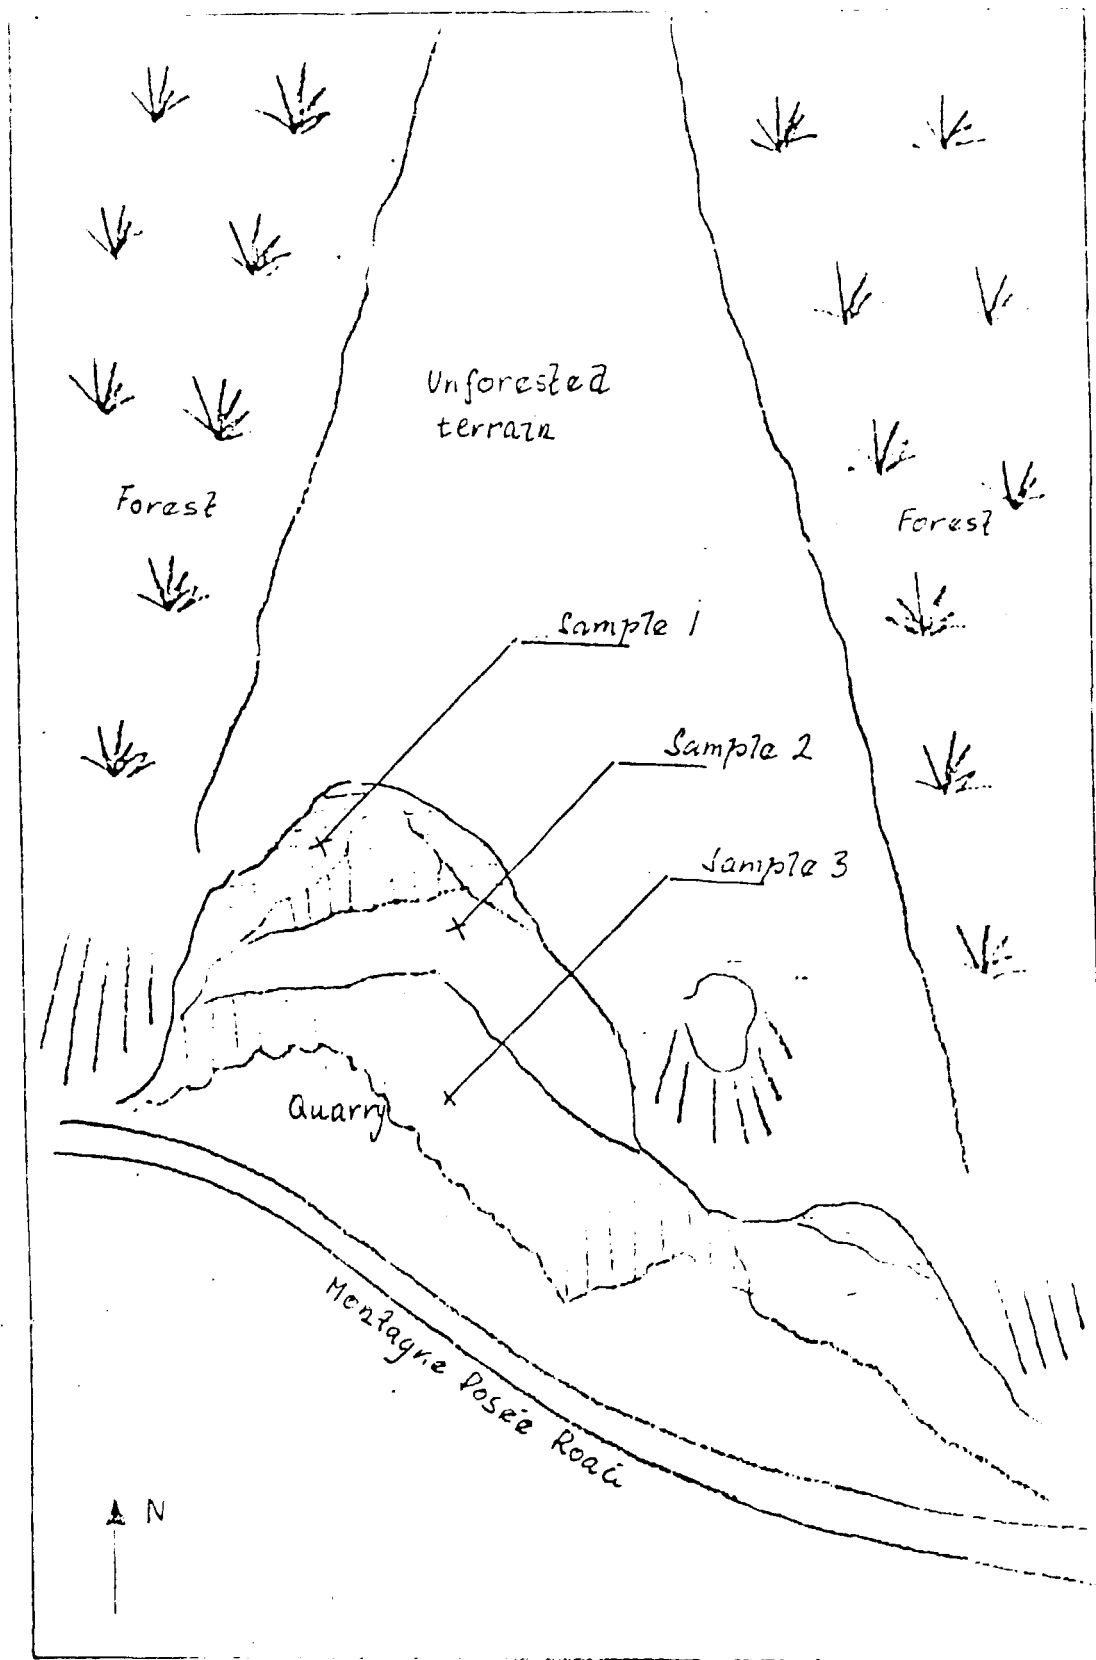 Unforested
terrain
Forest
Forest
Sample 1
Sample 2
Sample 3
Quarry
Montagne Posée Road
N